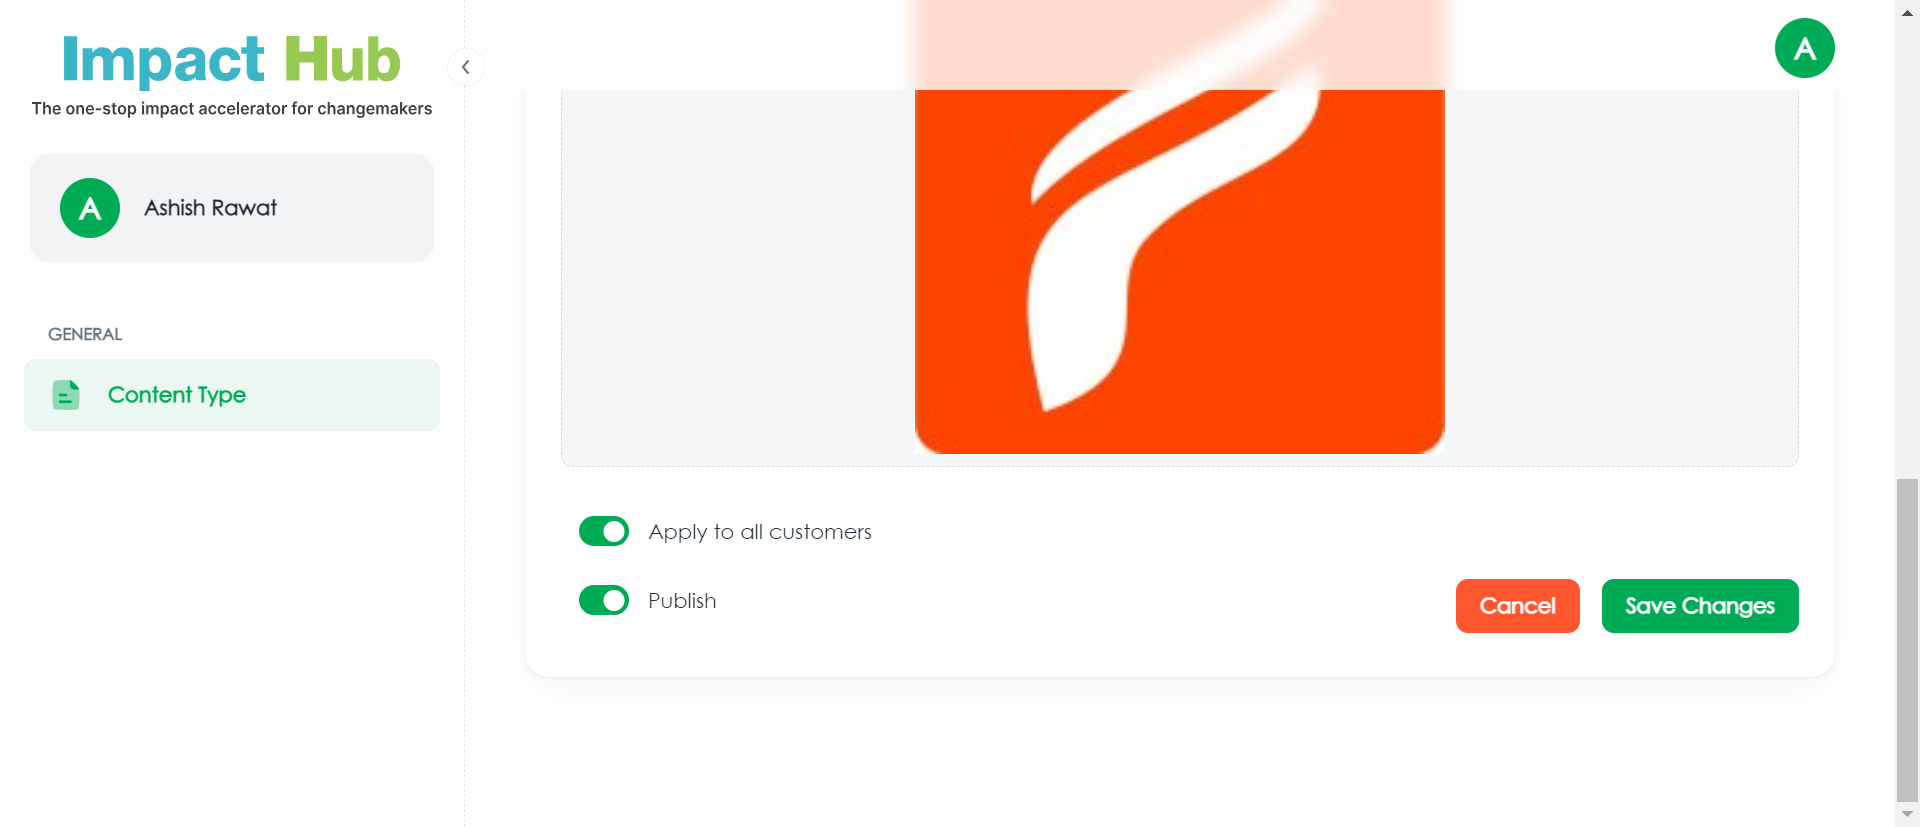 Impact Hub
The one-stop impact accelerator for changemakers
A
A
Ashish Rawat
GENERAL
Content Type
Apply to all customers
Publish
Cancel
Save Changes